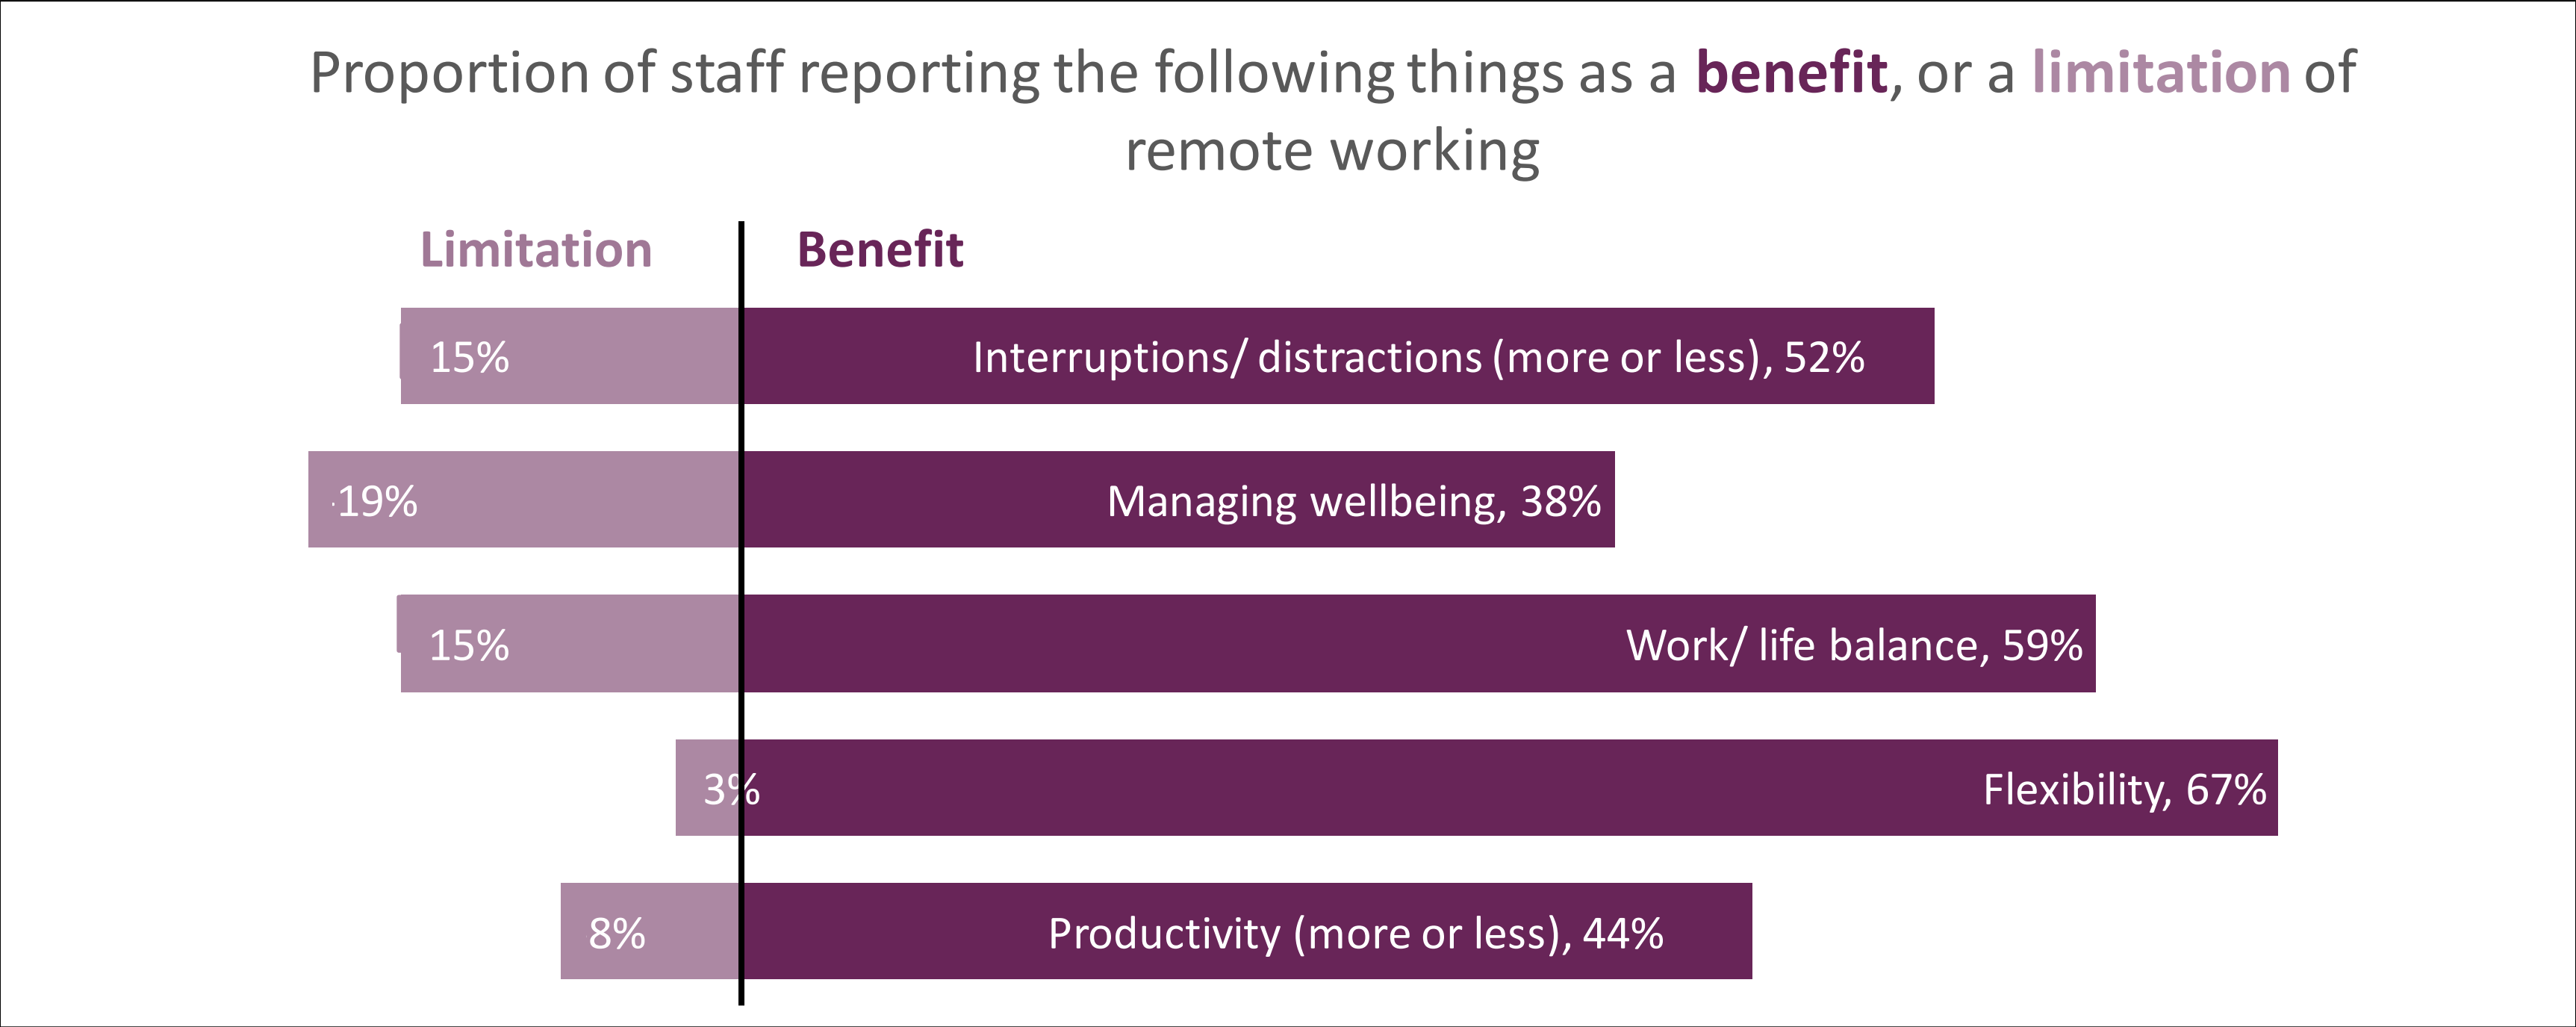 Proportion of staff reporting the following things as a benefit, or a limitation of
remote working
Limitation
Benefit
15%
Interruptions/ distractions (more or less), 52%
19%
Managing wellbeing, 38%
15%
Work/ life balance, 59%
3%
Flexibility, 67%
8%
Productivity (more or less), 44%